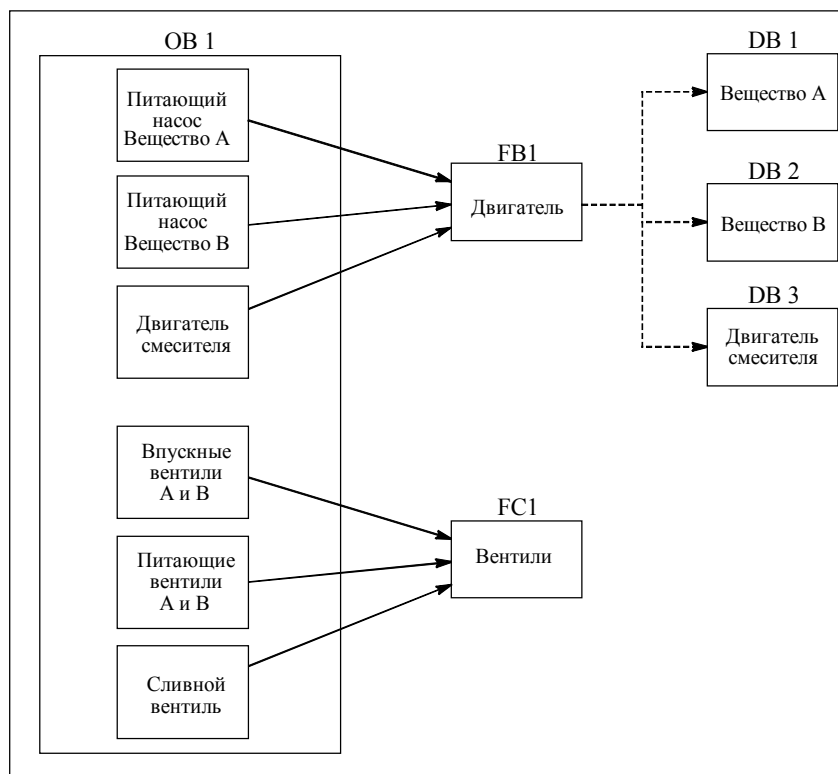 OB 1
Питающий
насос
Вещество А
Питающий
насос
Вещество В
Двигатель
смесителя
Впускные
вентили
А и В
Питающие
вентили
А и В
Сливной
вентиль
FB1
Двигатель
FC1
Вентили
DB 1
Вещество А
DB 2
Вещество В
DB 3
Двигатель
смесителя